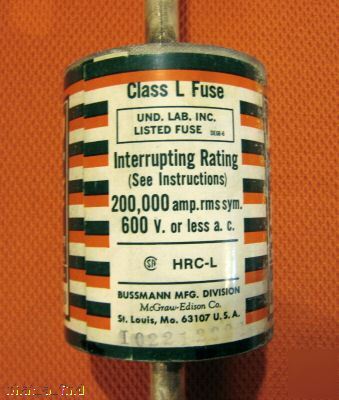 Class L Fuse
UND. LAB. INC.
LISTED FUSE
Interrupting Rating
(See Instructions)
200,000 amp. rms sym.
600 V. or less a. c.
HRC-L
BUSSMANN MFG. DIVISION
McGraw-Edison Co.
St. Louis, Mo. 63107 U.S.A.